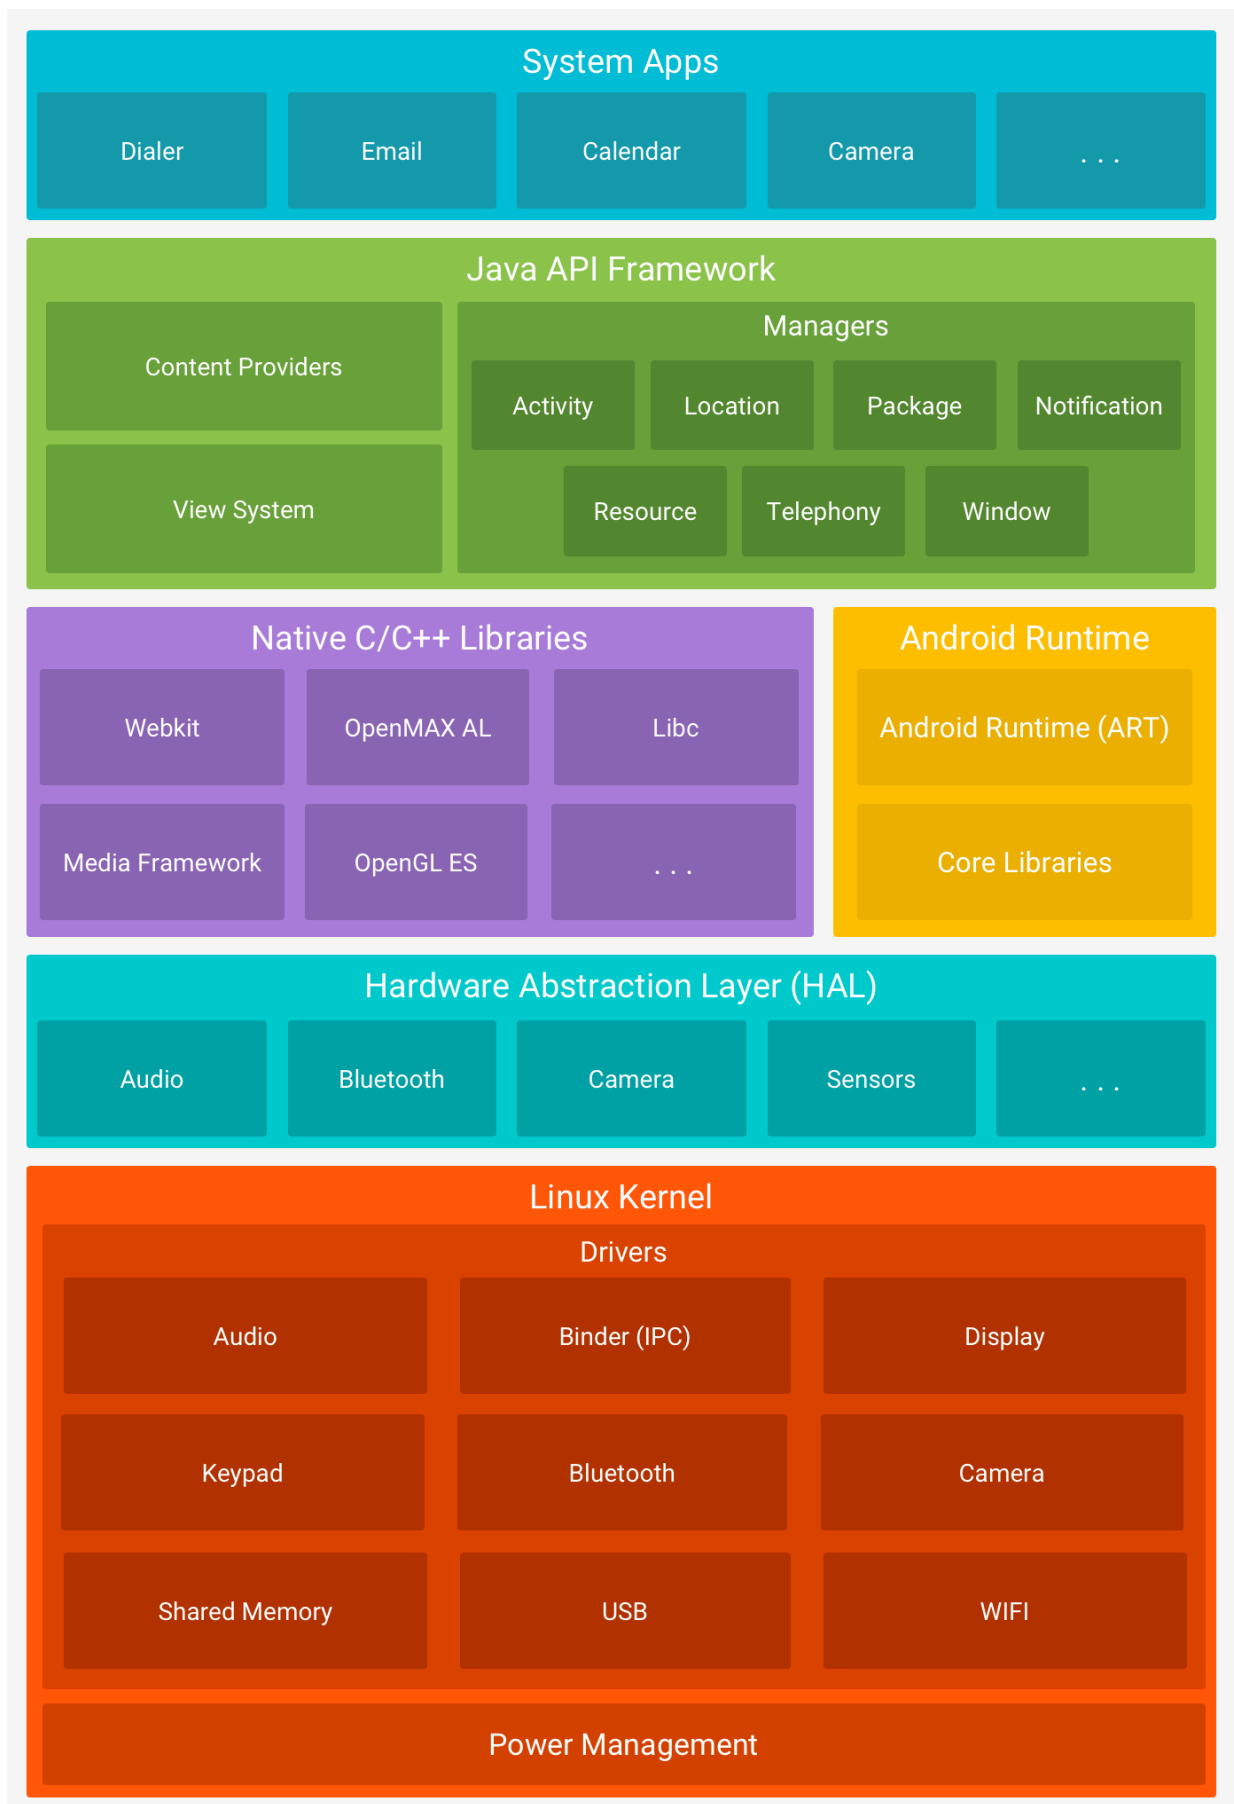 System Apps
Dialer
Email
Calendar
Camera
. . .
Java API Framework
Content Providers
View System
Managers
Activity
Location
Package
Notification
Resource
Telephony
Window
Native C/C++ Libraries
Webkit
OpenMAX AL
Libc
Media Framework
OpenGL ES
. . .
Android Runtime
Android Runtime (ART)
Core Libraries
Hardware Abstraction Layer (HAL)
Audio
Bluetooth
Camera
Sensors
. . .
Linux Kernel
Drivers
Audio
Binder (IPC)
Display
Keypad
Bluetooth
Camera
Shared Memory
USB
WIFI
Power Management